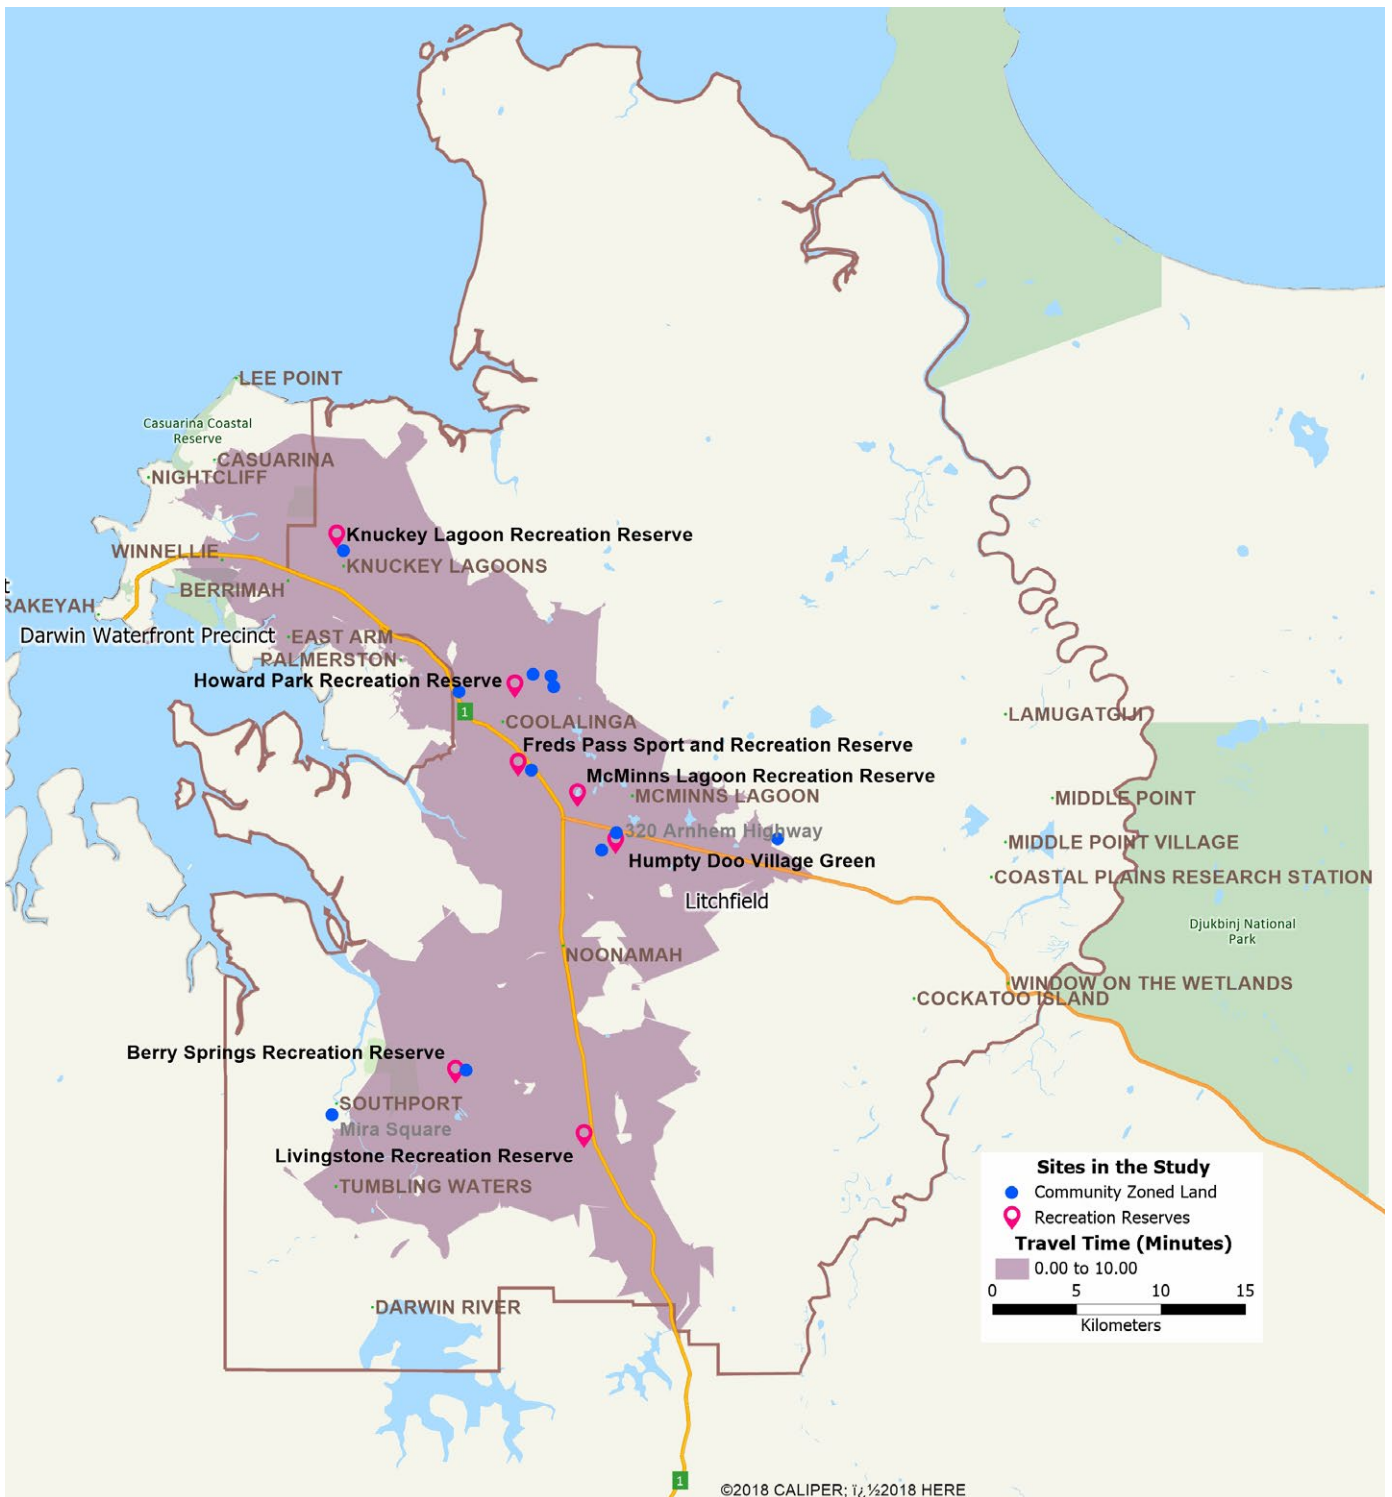 LEE POINT
Casuarina Coastal
Reserve
CASUARINA
NIGHTCLIFF
Knuckey Lagoon Recreation Reserve
WINNELLIE
KNUCKEY LAGOONS
BERRIMAH
t
RAKEYAH
Darwin Waterfront Precinct
EAST ARM
PALMERSTON
Howard Park Recreation Reserve
1
COOLALINGA
LAMUGATGIJI
Freds Pass Sport and Recreation Reserve
McMinns Lagoon Recreation Reserve
MCMINNS LAGOON
MIDDLE POINT
320 Arnhem Highway
MIDDLE POINT VILLAGE
Humpty Doo Village Green
COASTAL PLAINS RESEARCH STATION
Litchfield
Djukbinj National
Park
NOONAMAH
WINDOW ON THE WETLANDS
COCKATOO ISLAND
Berry Springs Recreation Reserve
SOUTHPORT
Mira Square
Livingstone Recreation Reserve
TUMBLING WATERS
DARWIN RIVER
Sites in the Study
Community Zoned Land
Recreation Reserves
Travel Time (Minutes)
0.00 to 10.00
0 5 10 15
Kilometers
1
©2018 CALIPER; ï¿½2018 HERE